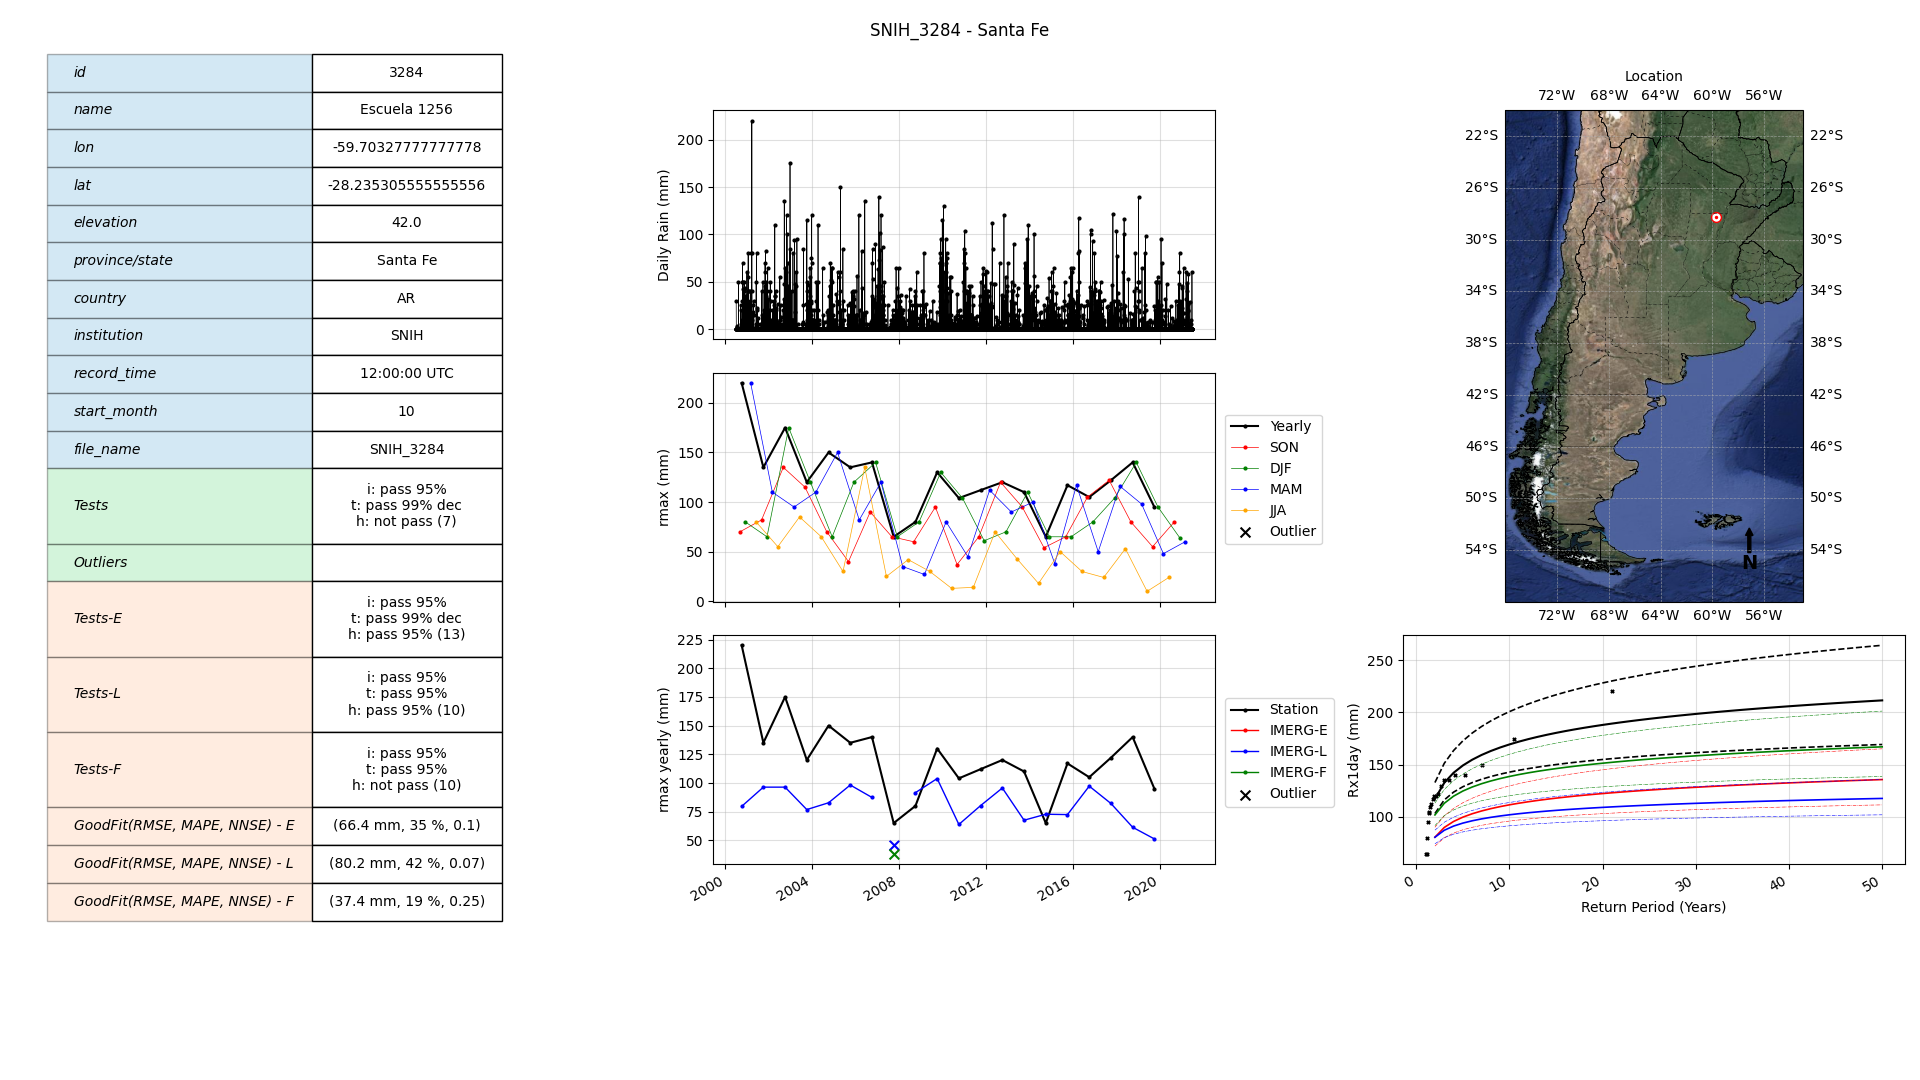 SNIH_3284 - Santa Fe
id 3284
name Escuela 1256
lon -59.70327777777778
lat -28.235305555555556
elevation 42.0
province/state Santa Fe
country AR
institution SNIH
record_time 12:00:00 UTC
start_month 10
file_name SNIH_3284
Tests
i: pass 95%
t: pass 99% dec
h: not pass (7)
Outliers
Tests-E
i: pass 95%
t: pass 99% dec
h: pass 95% (13)
Tests-L
i: pass 95%
t: pass 95%
h: pass 95% (10)
Tests-F
i: pass 95%
t: pass 95%
h: not pass (10)
GoodFit(RMSE, MAPE, NNSE) - E (66.4 mm, 35 %, 0.1)
GoodFit(RMSE, MAPE, NNSE) - L (80.2 mm, 42 %, 0.07)
GoodFit(RMSE, MAPE, NNSE) - F (37.4 mm, 19 %, 0.25)
Daily Rain (mm)
200
150
100
50
0
rmax (mm)
200
150
100
50
0
Yearly
SON
DJF
MAM
JJA
Outlier
rmax yearly (mm)
225
200
175
150
125
100
75
50
2000 2004 2008 2012 2016 2020
Station
IMERG-E
IMERG-L
IMERG-F
Outlier
Location
72°W 68°W 64°W 60°W 56°W
22°S 22°S
26°S 26°S
30°S 30°S
34°S 34°S
38°S 38°S
42°S 42°S
46°S 46°S
50°S 50°S
54°S 54°S
N
72°W 68°W 64°W 60°W 56°W
Rx1day (mm)
250
200
150
100
0 10 20 30 40 50
Return Period (Years)